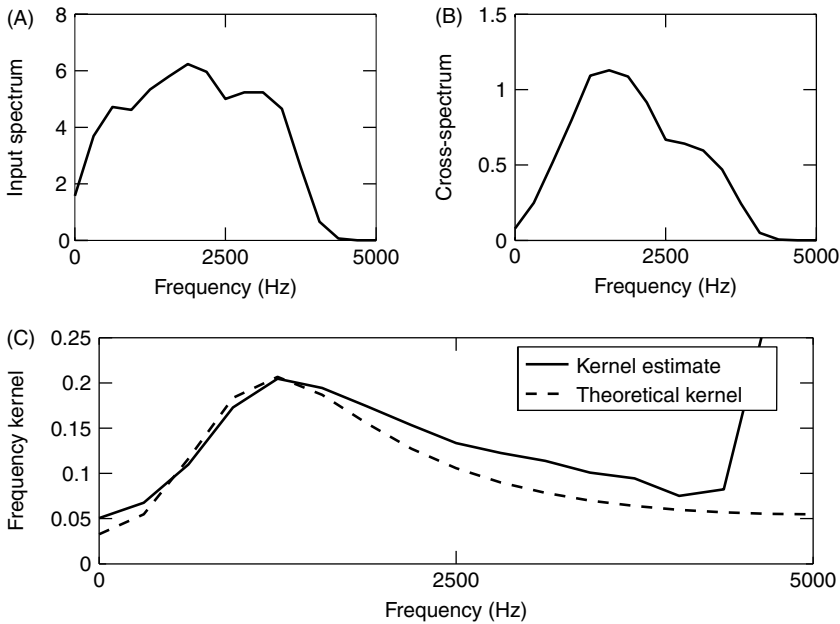 (A)
8
6
4
2
0
Input spectrum
0
2500
5000
Frequency (Hz)
(B)
1.5
1
0.5
0
Cross-spectrum
0
2500
5000
Frequency (Hz)
(C)
0.25
0.2
0.15
0.1
0.05
0
Frequency kernel
Kernel estimate
Theoretical kernel
0
2500
5000
Frequency (Hz)